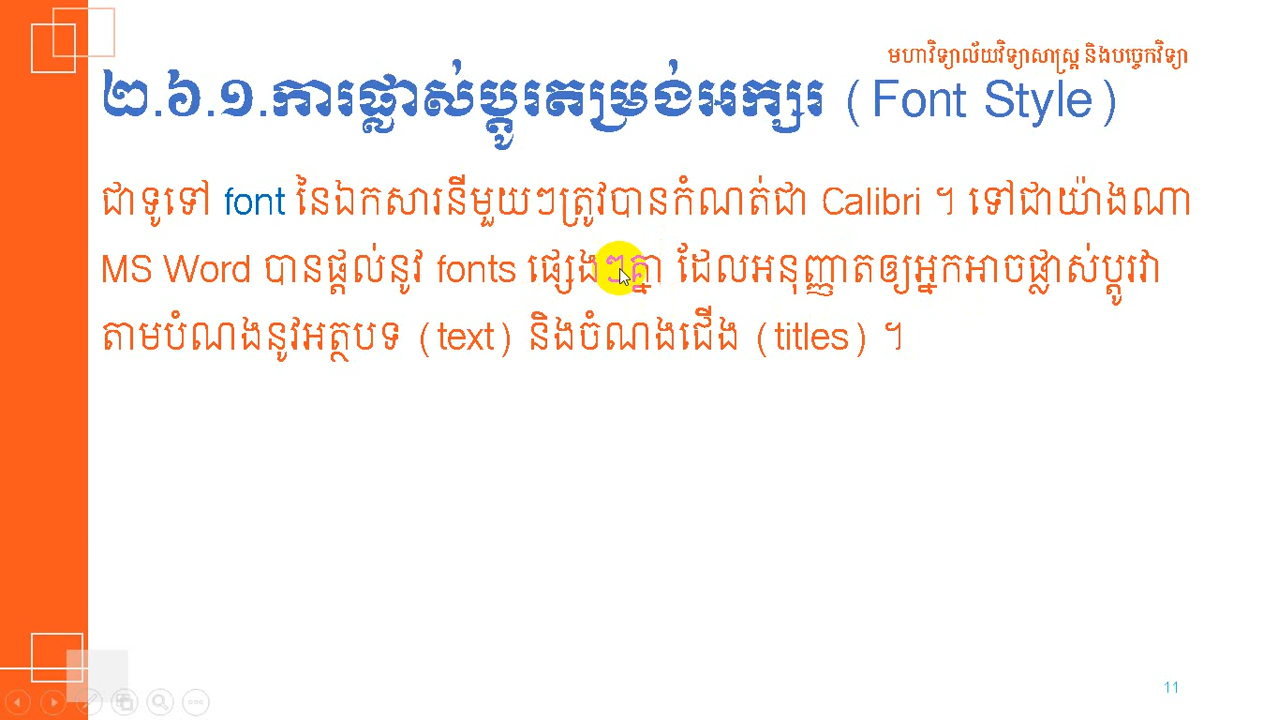 មហាវិទ្យាល័យវិទ្យាសាស្ត្រ និងបច្ចេកវិទ្យា
២.៦.១.ការផ្លាស់ប្ដូរតម្រង់អក្សរ (Font Style)
ជាទូទៅ font នៃឯកសារនីមួយៗត្រូវបានកំណត់ជា Calibri ។ ទៅជាយ៉ាងណា
MS Word បានផ្ដល់នូវ fonts ផ្សេងៗគ្នា ដែលអនុញ្ញាតឲ្យអ្នកអាចផ្លាស់ប្ដូរវា
តាមបំណងនូវអត្ថបទ (text) និងចំណងជើង (titles) ។
11